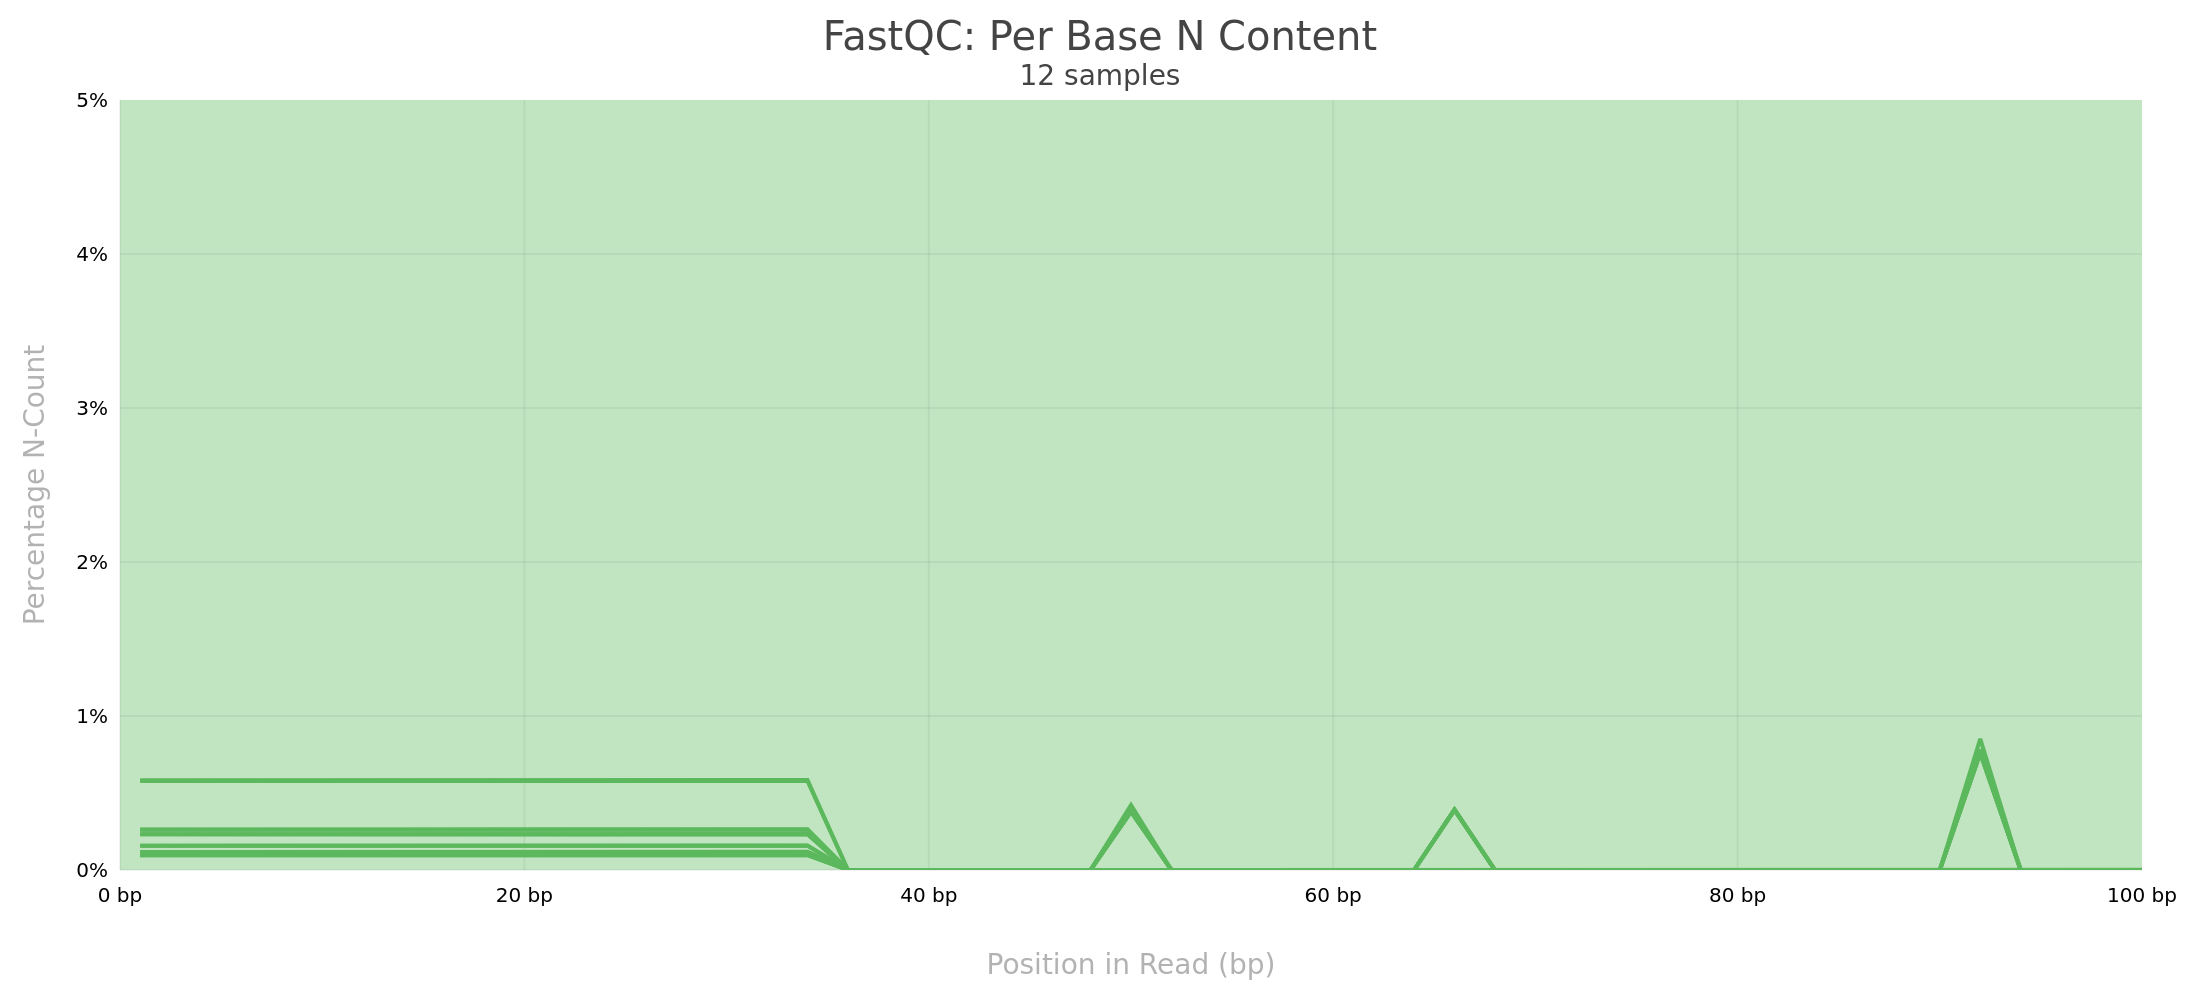 FastQC: Per Base N Content
12 samples
5%
4%
3%
2%
1%
0%
Percentage N-Count
0 bp
20 bp
40 bp
60 bp
80 bp
100 bp
Position in Read (bp)